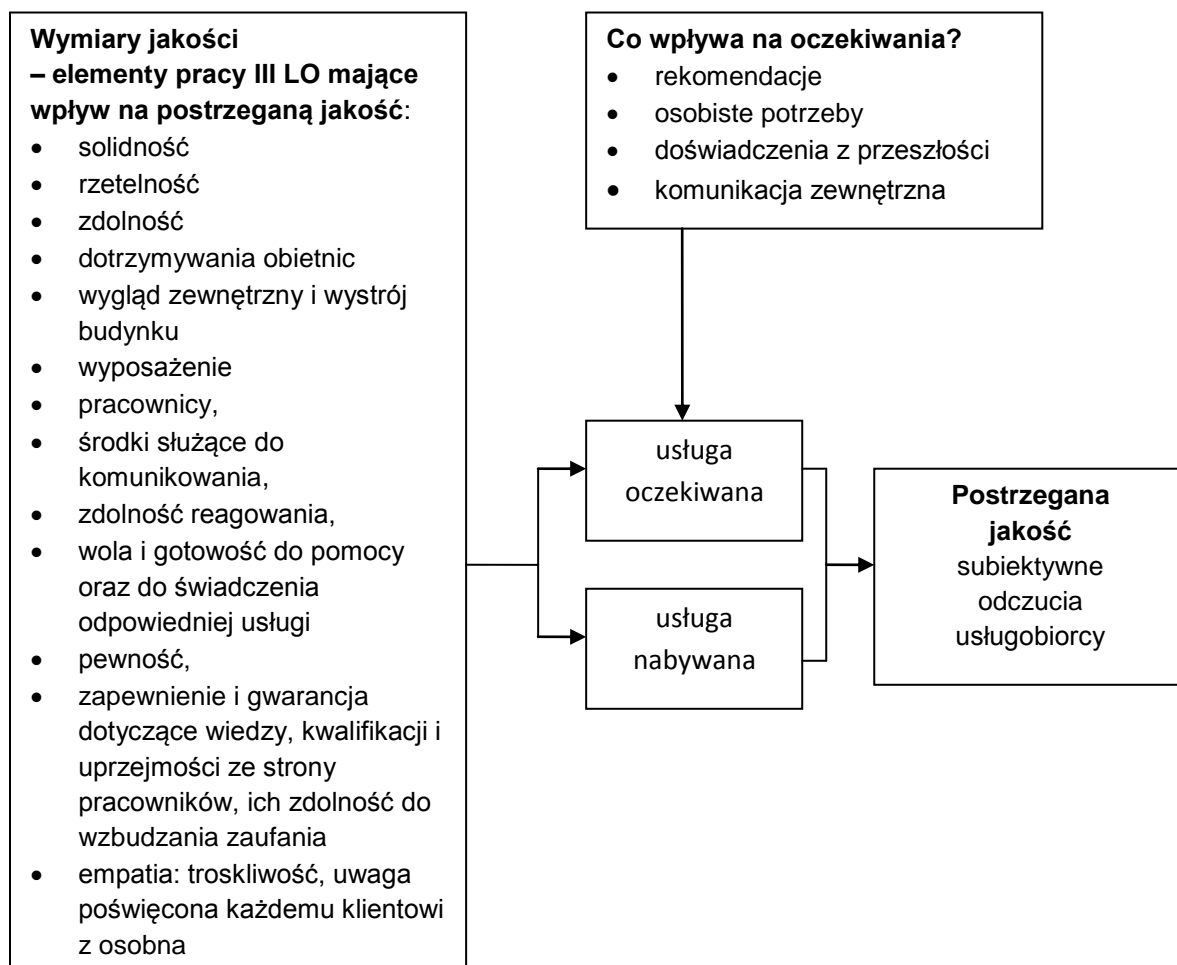 Wymiary jakości
– elementy pracy III LO mające
wpływ na postrzeganą jakość:
• solidność
• rzetelność
• zdolność
• dotrzymywania obietnic
• wygląd zewnętrzny i wystrój
budynku
• wyposażenie
• pracownicy,
• środki służące do
komunikowania,
• zdolność reagowania,
• wola i gotowość do pomocy
oraz do świadczenia
odpowiedniej usługi
• pewność,
• zapewnienie i gwarancja
dotyczące wiedzy, kwalifikacji i
uprzejmości ze strony
pracowników, ich zdolność do
wzbudzania zaufania
• empatia: troskliwość, uwaga
poświęcona każdemu klientowi
z osobna
Co wpływa na oczekiwania?
• rekomendacje
• osobiste potrzeby
• doświadczenia z przeszłości
• komunikacja zewnętrzna
usługa
oczekiwana
usługa
nabywana
Postrzegana
jakość
subiektywne
odczucia
usługobiorcy